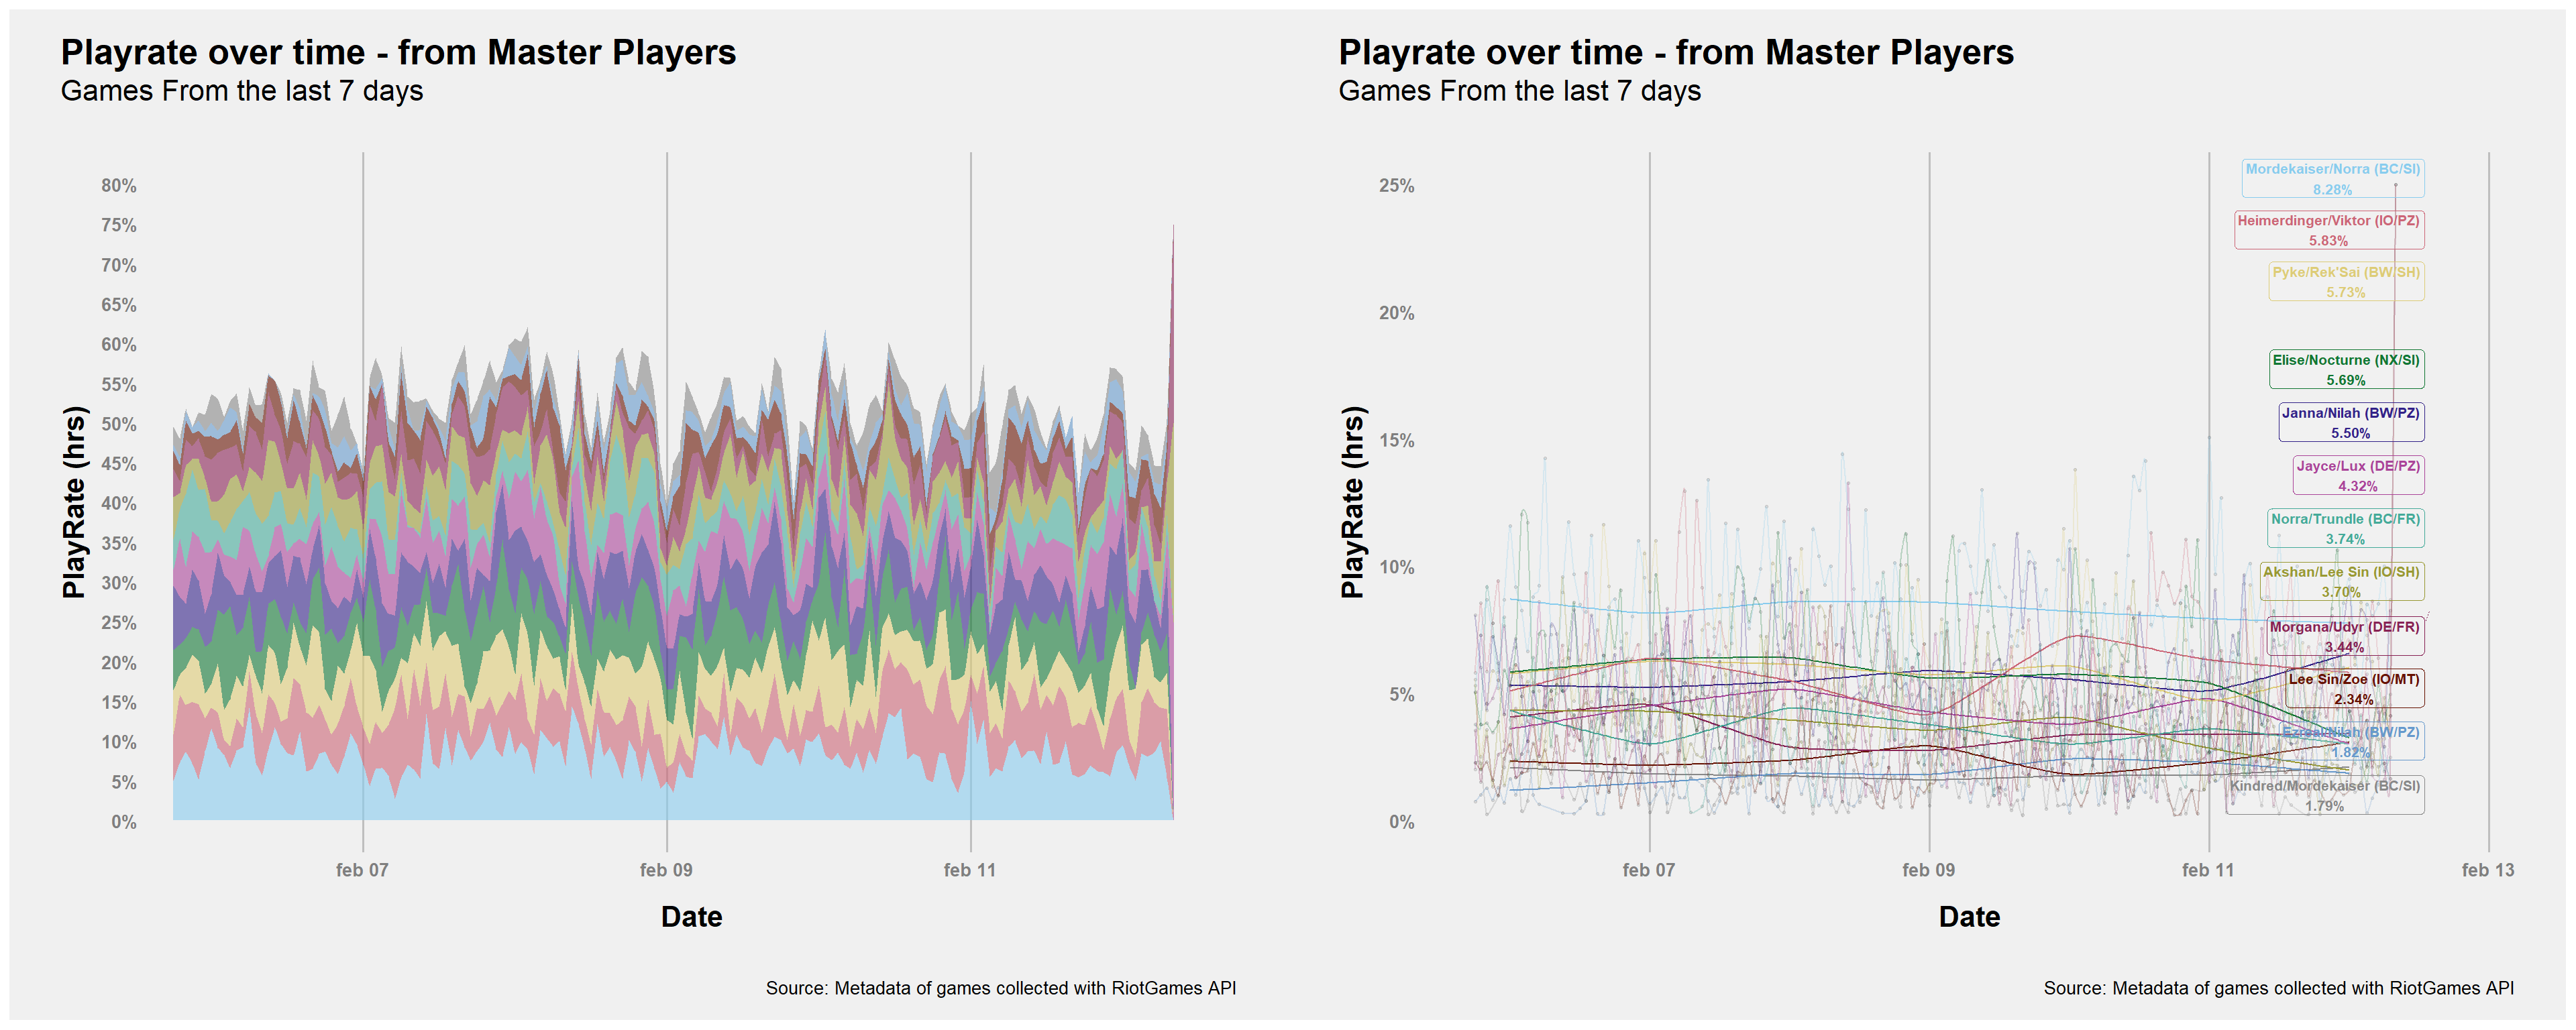 Playrate over time - from Master Players
Games From the last 7 days
80%
75%
70%
65%
60%
55%
50%
45%
40%
35%
30%
25%
20%
15%
10%
5%
0%
PlayRate (hrs)
feb 07
feb 09
feb 11
Date
Source: Metadata of games collected with RiotGames API
Playrate over time - from Master Players
Games From the last 7 days
25%
20%
15%
10%
5%
0%
PlayRate (hrs)
Mordekaiser/Norra (BC/SI)
8.28%
Heimerdinger/Viktor (IO/PZ)
5.83%
Pyke/Rek'Sai (BW/SH)
5.73%
Elise/Nocturne (NX/SI)
5.69%
Janna/Nilah (BW/PZ)
5.50%
Jayce/Lux (DE/PZ)
4.32%
Norra/Trundle (BC/FR)
3.74%
Akshan/Lee Sin (IO/SH)
3.70%
Morgana/Udyr (DE/FR)
3.44%
Lee Sin/Zoe (IO/MT)
2.34%
Ezreal/Nilah (BW/PZ)
1.82%
Kindred/Mordekaiser (BC/SI)
1.79%
feb 07
feb 09
feb 11
feb 13
Date
Source: Metadata of games collected with RiotGames API